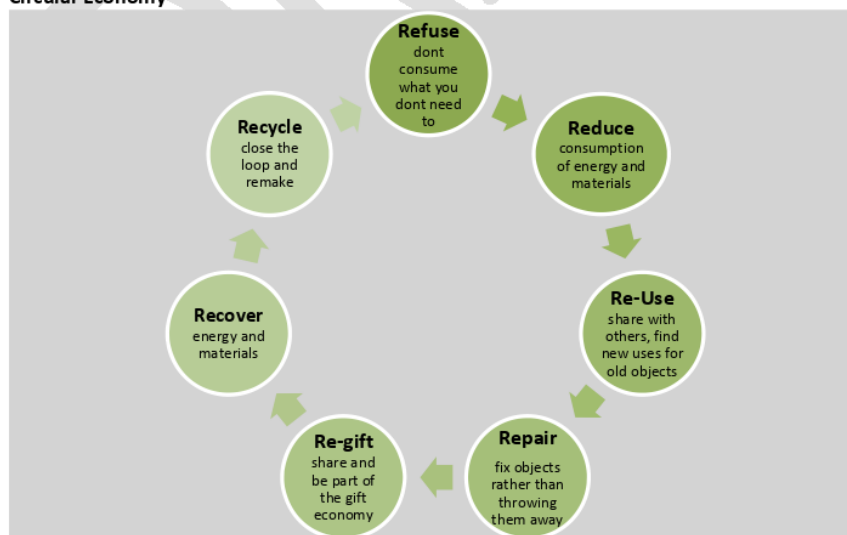 Circular Economy
Refuse
dont
consume
what you
dont need
to
Reduce
consumption
of energy and
materials
Re-Use
share with
others, find
new uses for
old objects
Repair
fix objects
rather than
throwing
them away
Re-gift
share and
be part of
the gift
economy
Recover
energy and
materials
Recycle
close the
loop and
remake